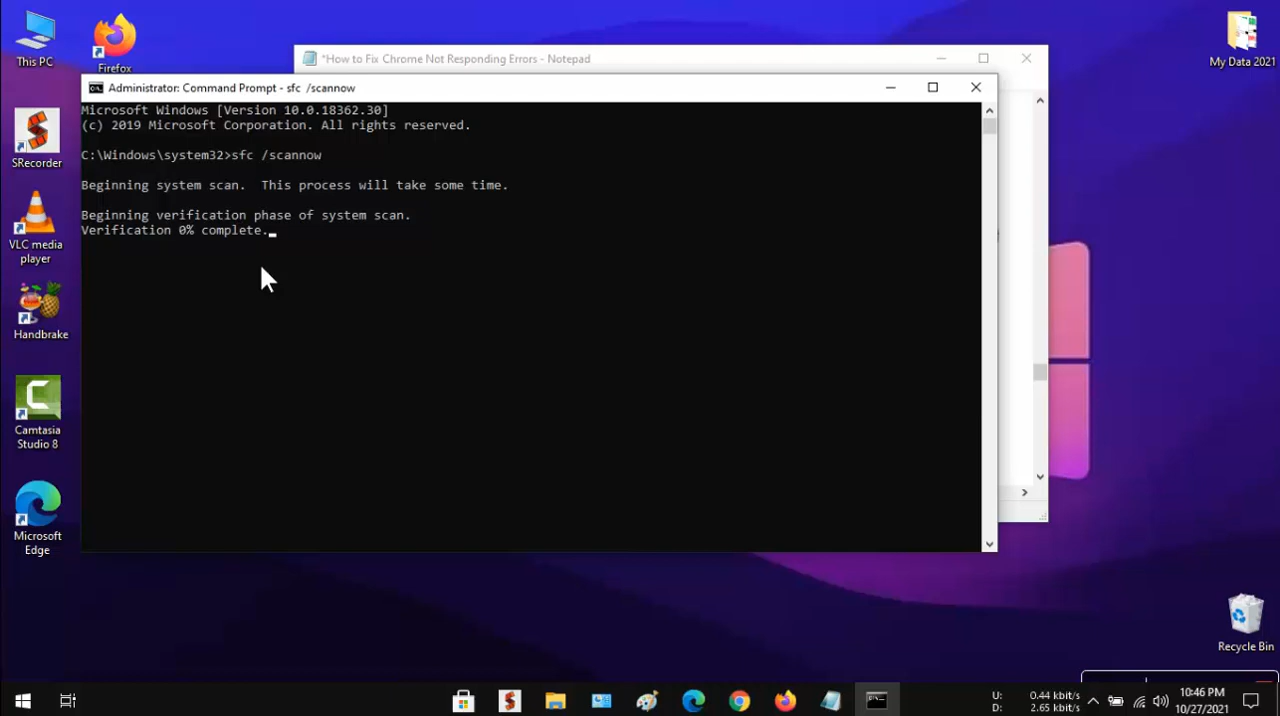 This PC
Firefox
My Data 2021
*How to Fix Chrome Not Responding Errors - Notepad
Administrator: Command Prompt - sfc  /scannow
Microsoft Windows [Version 10.0.18362.30]
(c) 2019 Microsoft Corporation. All rights reserved.
C:\Windows\system32>sfc /scannow
Beginning system scan.  This process will take some time.
Beginning verification phase of system scan.
Verification 0% complete.
SRecorder
VLC media
player
Handbrake
Camtasia
Studio 8
Microsoft
Edge
Recycle Bin
U: 0.44 kbit/s
D: 2.65 kbit/s
10:46 PM
10/27/2021